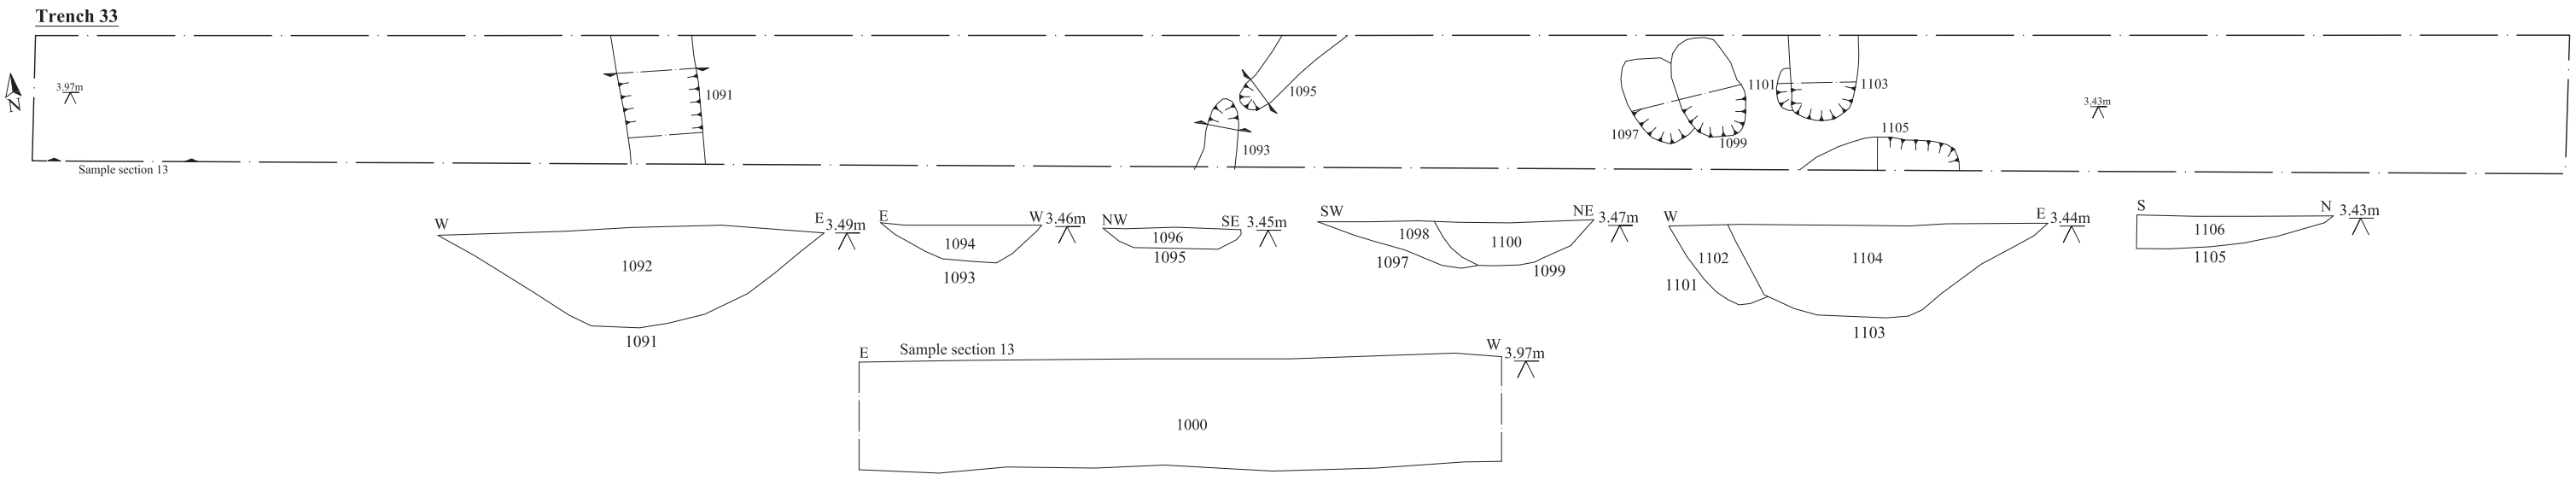 Trench 33
N
3.97m
Sample section 13
1091
1093
1095
1097
1099
1101
1103
1105
3.43m
W
E 3.49m
1092
1091
E
W 3.46m
1094
1093
NW
SE 3.45m
1096
1095
SW
NE 3.47m
1098
1100
1097
1099
W
E 3.44m
1102
1104
1101
1103
S
N 3.43m
1106
1105
E
Sample section 13
W 3.97m
1000